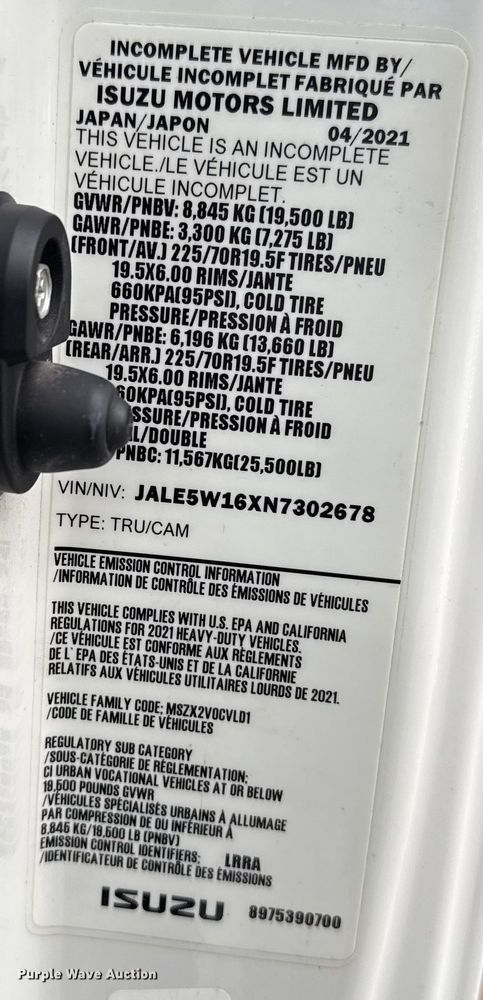 INCOMPLETE VEHICLE MFD BY/
VÉHICULE INCOMPLET FABRIQUÉ PAR
ISUZU MOTORS LIMITED
JAPAN/JAPON 04/2021
THIS VEHICLE IS AN INCOMPLETE
VEHICLE./LE VÉHICULE EST UN
VÉHICULE INCOMPLET.
GVWR/PNBV: 8,845 KG (19,500 LB)
GAWR/PNBE: 3,300 KG (7,275 LB)
(FRONT/AV.) 225/70R19.5F TIRES/PNEU
19.5X6.00 RIMS/JANTE
660KPA(95PSI), COLD TIRE
PRESSURE/PRESSION À FROID
GAWR/PNBE: 6,196 KG (13,660 LB)
(REAR/ARR.) 225/70R19.5F TIRES/PNEU
19.5X6.00 RIMS/JANTE
60KPA(95PSI), COLD TIRE
SSURE/PRESSION À FROID
L/DOUBLE
PNBC: 11,567KG(25,500LB)
VIN/NIV: JALE5W16XN7302678
TYPE: TRU/CAM
VEHICLE EMISSION CONTROL INFORMATION
/INFORMATION DE CONTRÔLE DES ÉMISSIONS DE VÉHICULES
THIS VEHICLE COMPLIES WITH U.S. EPA AND CALIFORNIA
REGULATIONS FOR 2021 HEAVY-DUTY VEHICLES.
/CE VÉHICULE EST CONFORME AUX RÈGLEMENTS
DE L'EPA DES ÉTATS-UNIS ET DE LA CALIFORNIE
RELATIFS AUX VÉHICULES UTILITAIRES LOURDS DE 2021.
VEHICLE FAMILY CODE: MSZX2VOCVLD1
/CODE DE FAMILLE DE VÉHICULES
REGULATORY SUB CATEGORY
/SOUS-CATÉGORIE DE RÉGLEMENTATION:
CI URBAN VOCATIONAL VEHICLES AT OR BELOW
19,500 POUNDS GVWR
/VÉHICULES SPÉCIALISÉS URBAINS À ALLUMAGE
PAR COMPRESSION DE OU INFÉRIEUR À
8,845 KG/19,500 LB (PNBV)
EMISSION CONTROL IDENTIFIERS: LRRA
/IDENTIFICATEUR DE CONTRÔLE DES ÉMISSIONS
ISUZU 8975390700
Purple Wave Auction